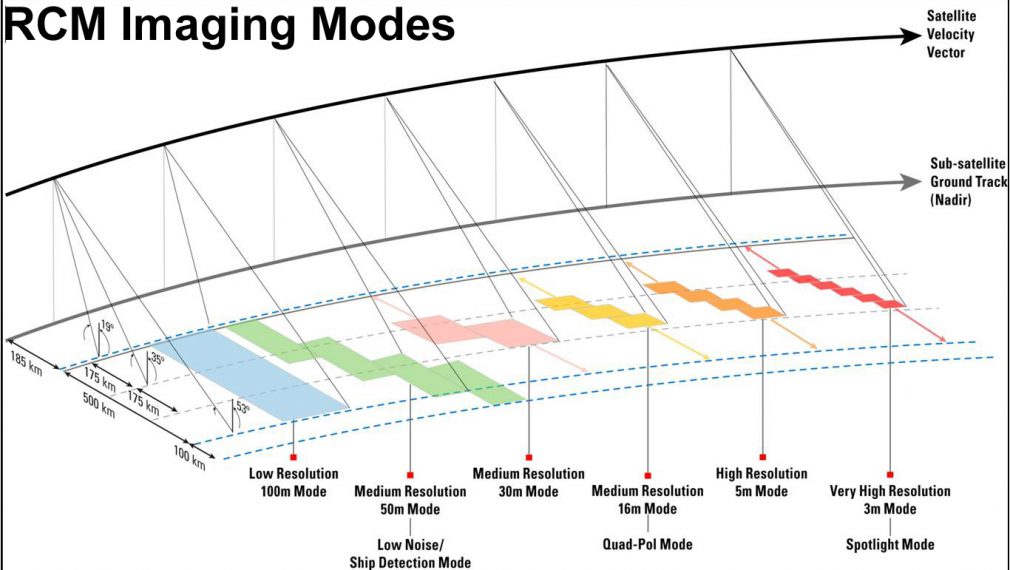 RCM Imaging Modes
Satellite
Velocity
Vector
Sub-satellite
Ground Track
(Nadir)
19°
35°
53°
185 km
175 km
175 km
500 km
100 km
Low Resolution
100m Mode
Medium Resolution
50m Mode
Low Noise/
Ship Detection Mode
Medium Resolution
30m Mode
Medium Resolution
16m Mode
Quad-Pol Mode
High Resolution
5m Mode
Very High Resolution
3m Mode
Spotlight Mode